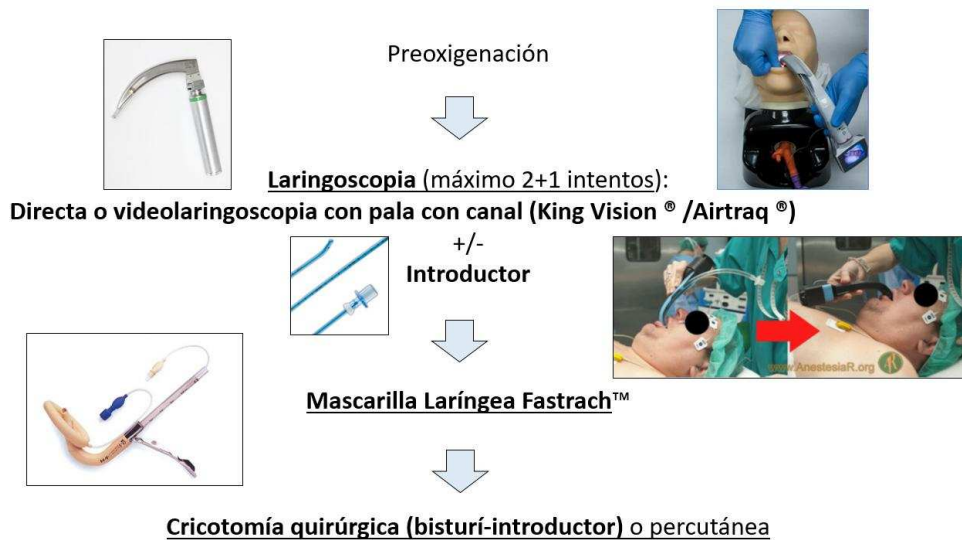 Preoxigenación
Laringoscopia (máximo 2+1 intentos):
Directa o videolaringoscopia con pala con canal (King Vision ® /Airtraq ®)
+/-
Introductor
www.AnestesiaR.org
Mascarilla Laríngea Fastrach™
Cricotomía quirúrgica (bisturí-introductor) o percutánea